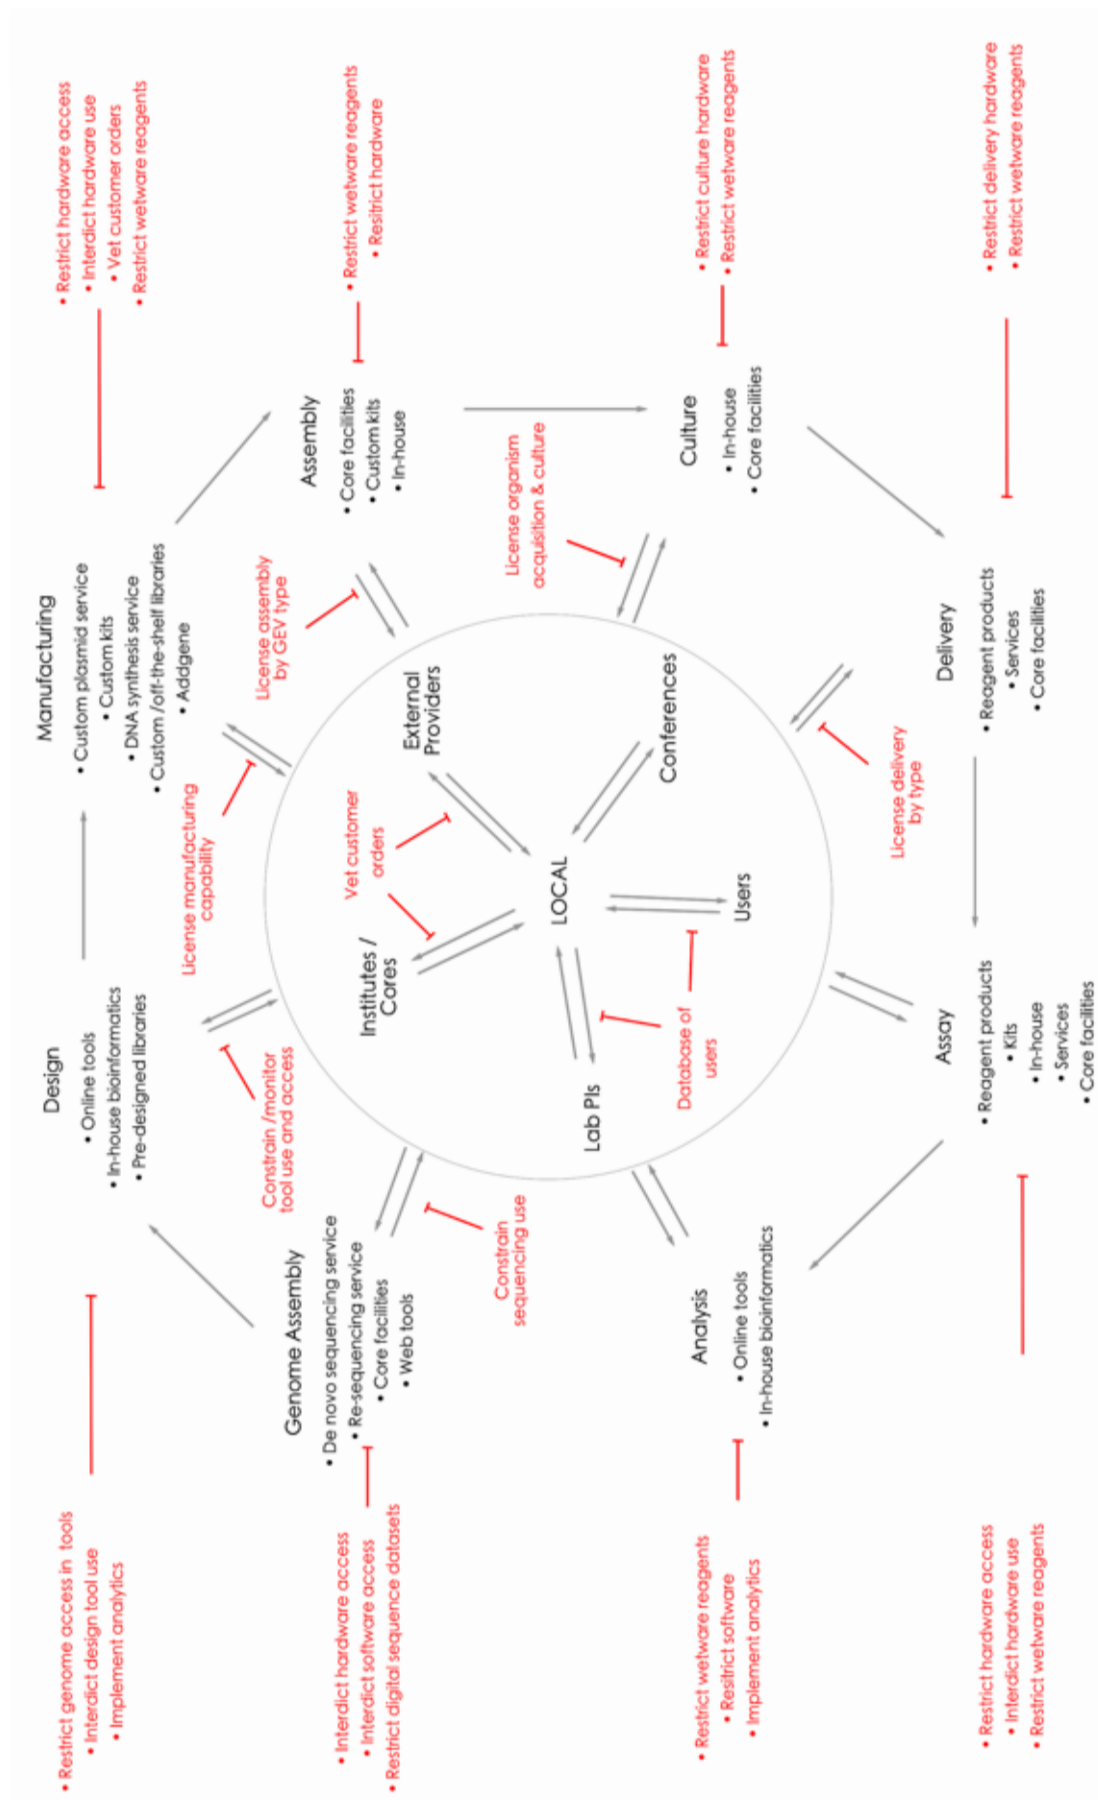 • Restrict genome access in tools
• Interdict design tool use
• Implement analytics
Design
• Online tools
• In-house bioinformatics
• Pre-designed libraries
Manufacturing
• Custom plasmid service
• Custom kits
• DNA synthesis service
• Custom /off-the-shelf libraries
• Addgene
• Restrict hardware access
• Interdict hardware use
• Vet customer orders
• Restrict wetware reagents
Constrain /monitor
tool use and access
License manufacturing
capability
License assembly
by GEV type
• Interdict hardware access
• Interdict software access
• Restrict digital sequence datasets
Genome Assembly
• De novo sequencing service
• Re-sequencing service
• Core facilities
• Web tools
Assembly
• Core facilities
• Custom kits
• In-house
• Restrict wetware reagents
• Resitrict hardware
Constrain
sequencing use
Institutes /
Cores
Vet customer
orders
External
Providers
License organism
acquisition & culture
LOCAL
Lab PIs
Database of
users
Users
Conferences
• Restrict wetware reagents
• Resitrict software
• Implement analytics
Analysis
• Online tools
• In-house bioinformatics
Culture
• In-house
• Core facilities
• Restrict culture hardware
• Restrict wetware reagents
License delivery
by type
• Restrict hardware access
• Interdict hardware use
• Restrict wetware reagents
Assay
• Reagent products
• Kits
• In-house
• Services
• Core facilities
Delivery
• Reagent products
• Services
• Core facilities
• Restrict delivery hardware
• Restrict wetware reagents